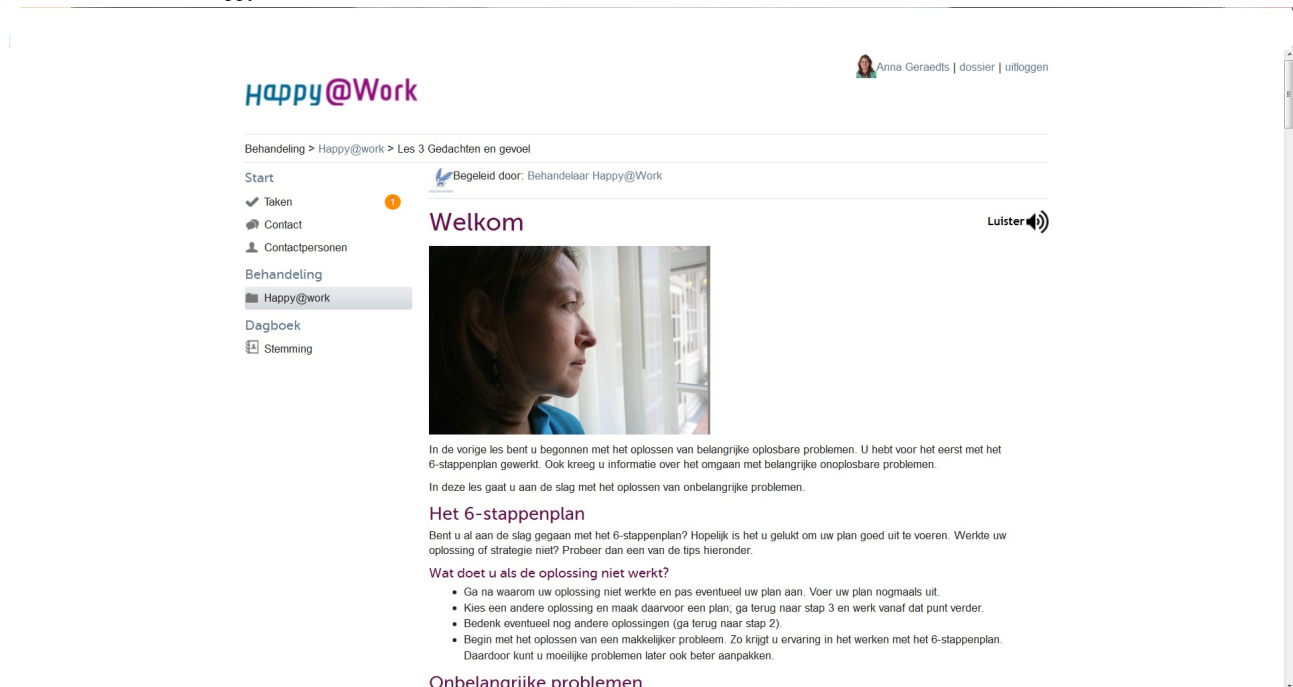 Happy@Work
Anna Geraedts | dossier | uitloggen
Behandeling > Happy@work > Les 3 Gedachten en gevoel
Start
Taken 1
Contact
Contactpersonen
Behandeling
Happy@work
Dagboek
Stemming
Begeleid door: Behandelaar Happy@Work
Welkom
Luister
In de vorige les bent u begonnen met het oplossen van belangrijke oplosbare problemen. U hebt voor het eerst met het
6-stappenplan gewerkt. Ook kreeg u informatie over het omgaan met belangrijke onoplosbare problemen.
In deze les gaat u aan de slag met het oplossen van onbelangrijke problemen.
Het 6-stappenplan
Bent u al aan de slag gegaan met het 6-stappenplan? Hopelijk is het u gelukt om uw plan goed uit te voeren. Werkte uw
oplossing of strategie niet? Probeer dan een van de tips hieronder.
Wat doet u als de oplossing niet werkt?
• Ga na waarom uw oplossing niet werkte en pas eventueel uw plan aan. Voer uw plan nogmaals uit.
• Kies een andere oplossing en maak daarvoor een plan; ga terug naar stap 3 en werk vanaf dat punt verder.
• Bedenk eventueel nog andere oplossingen (ga terug naar stap 2).
• Begin met het oplossen van een makkelijker probleem. Zo krijgt u ervaring in het werken met het 6-stappenplan.
Daardoor kunt u moeilijke problemen later ook beter aanpakken.
Onbelangrijke problemen